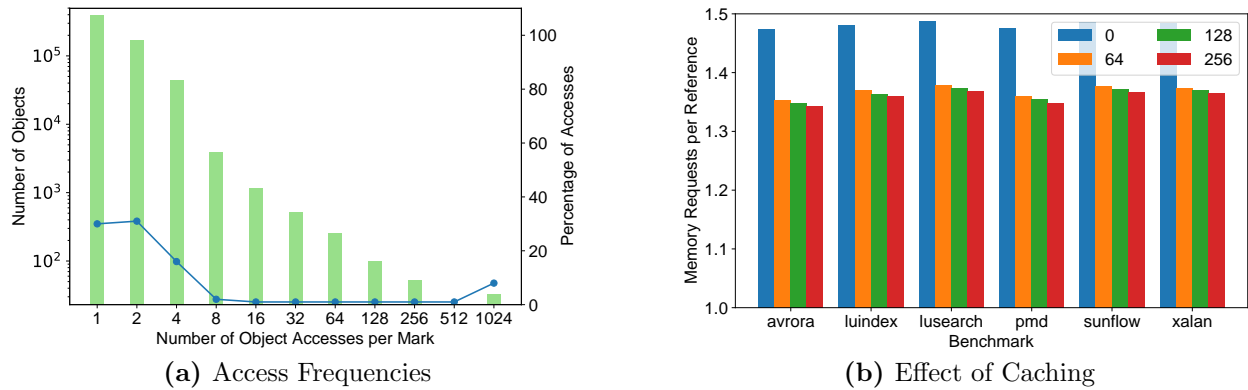 Number of Objects
10^5
10^4
10^3
10^2
100
80
60
40
20
0
Percentage of Accesses
1 2 4 8 16 32 64 128 256 512 1024
Number of Object Accesses per Mark
(a) Access Frequencies
Memory Requests per Reference
1.5
1.4
1.3
1.2
1.1
1.0
0 128
64 256
avrora luindex lusearch pmd sunflow xalan
Benchmark
(b) Effect of Caching